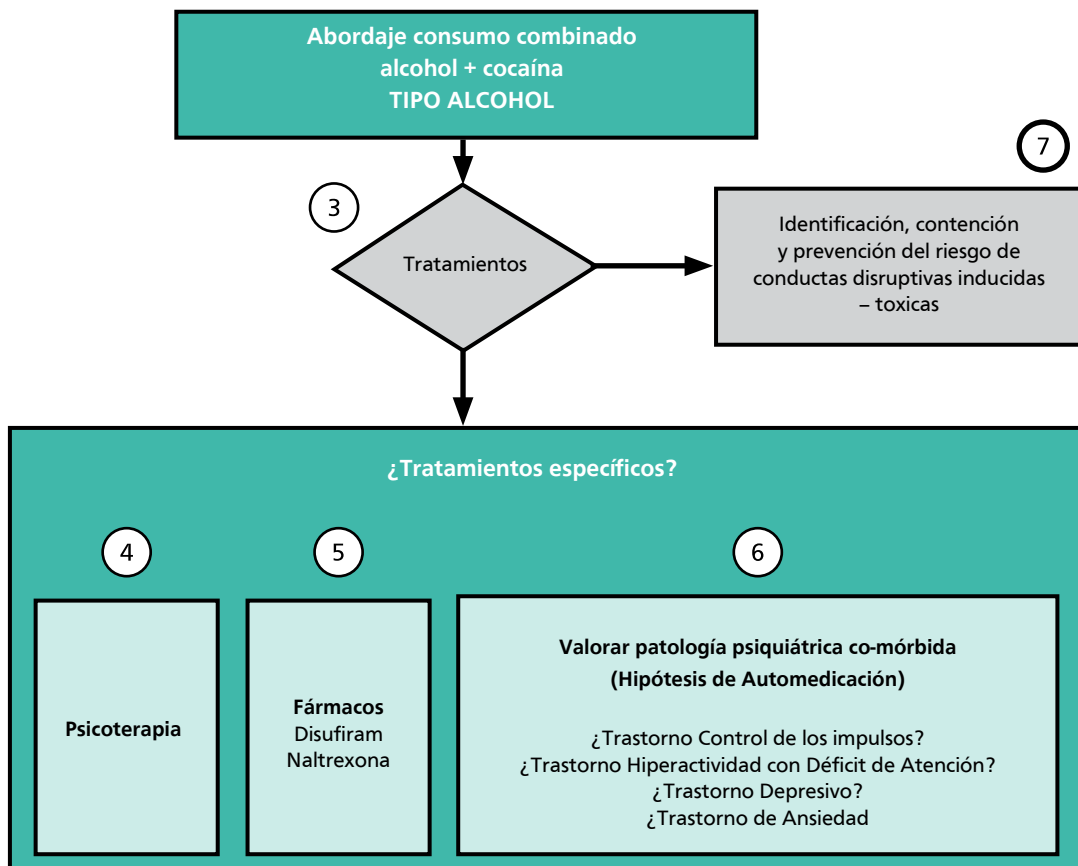 Abordaje consumo combinado
alcohol + cocaína
TIPO ALCOHOL
7
3
Tratamientos
Identificación, contención
y prevención del riesgo de
conductas disruptivas inducidas
– toxicas
¿Tratamientos específicos?
4
Psicoterapia
5
Fármacos
Disufiram
Naltrexona
6
Valorar patología psiquiátrica co-mórbida
(Hipótesis de Automedicación)
¿Trastorno Control de los impulsos?
¿Trastorno Hiperactividad con Déficit de Atención?
¿Trastorno Depresivo?
¿Trastorno de Ansiedad